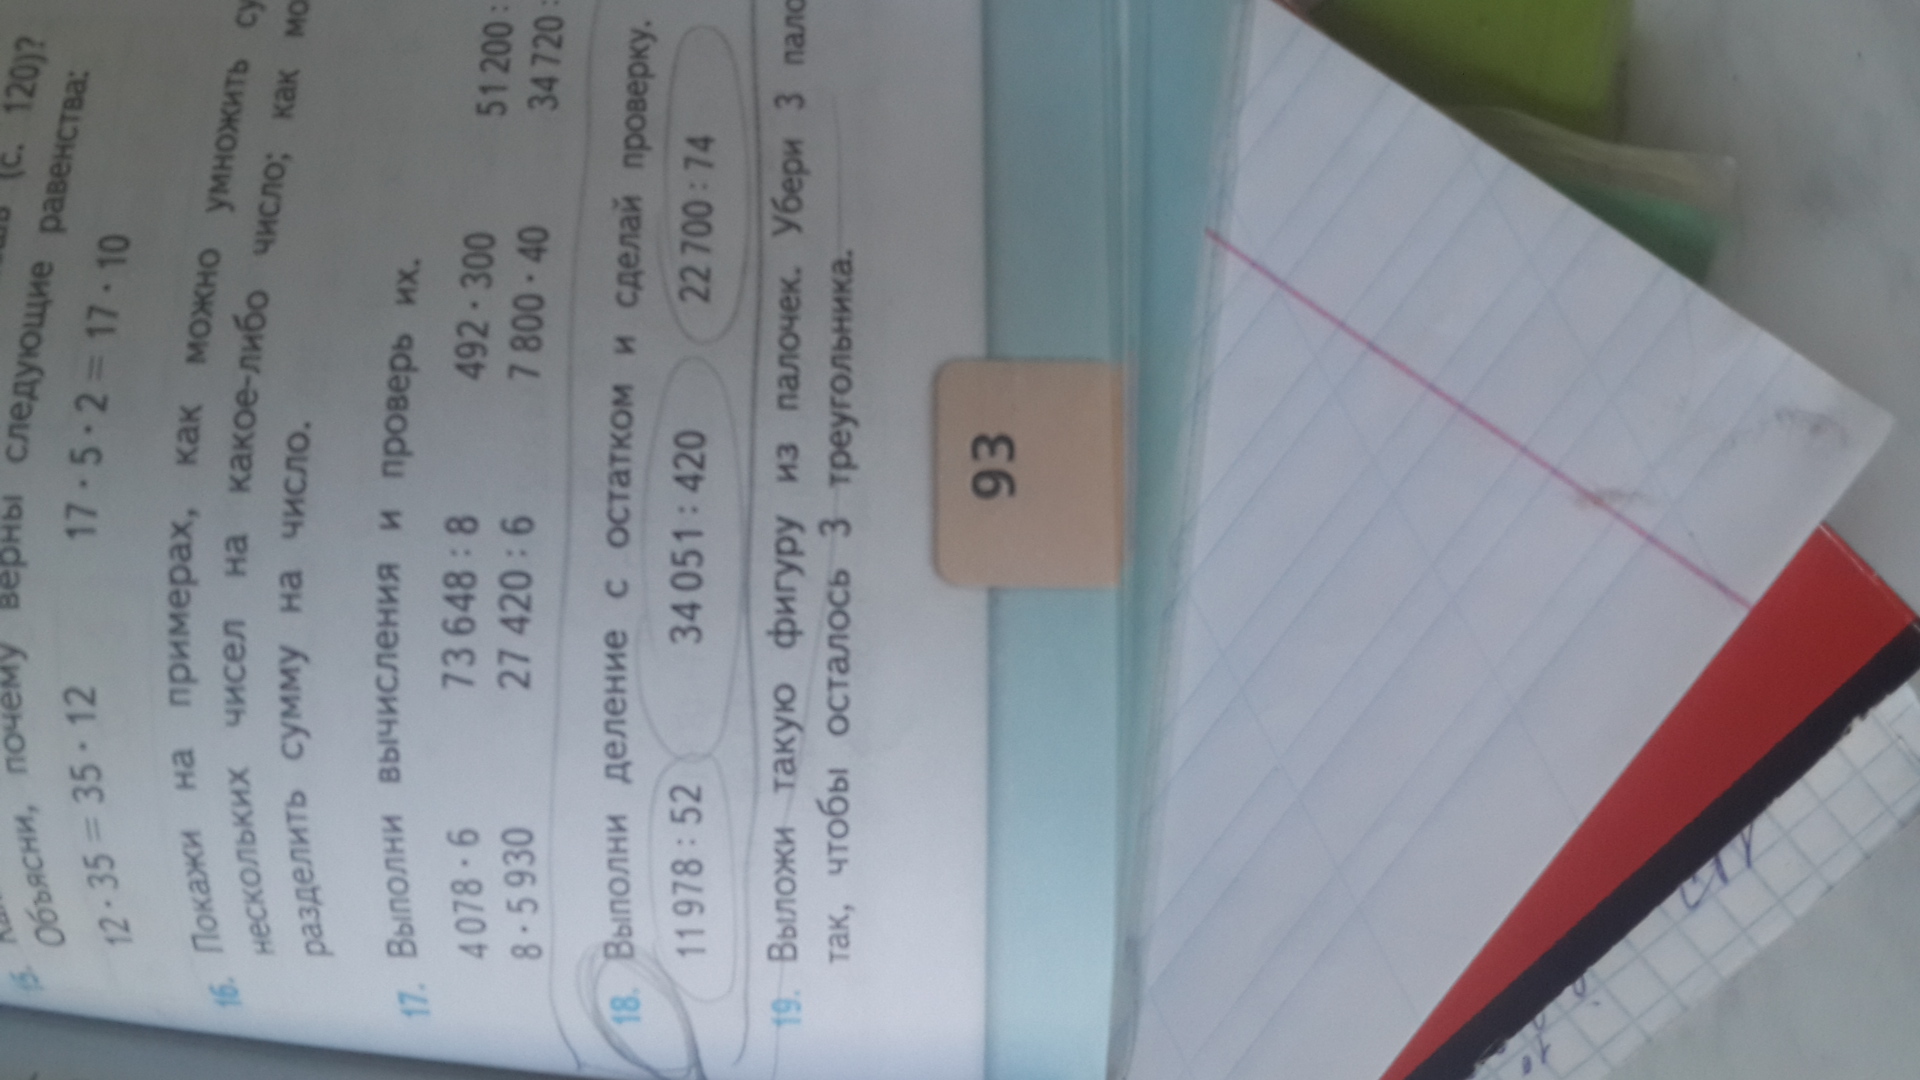 15.
(с. 120)?
Объясни, почему верны следующие равенства:
12 · 35 = 35 · 12 17 · 5 · 2 = 17 · 10
16. Покажи на примерах, как можно умножить
нескольких чисел на какое-либо число; как
разделить сумму на число.
17. Выполни вычисления и проверь их.
4 078 · 6 73 648 : 8 492 · 300 51 200 :
8 · 5 930 27 420 : 6 7 800 · 40 34 720 :
18. Выполни деление с остатком и сделай проверку.
11 978 : 52 34 051 : 420 22 700 : 74
19. Выложи такую фигуру из палочек. Убери 3
так, чтобы осталось 3 треугольника.
93